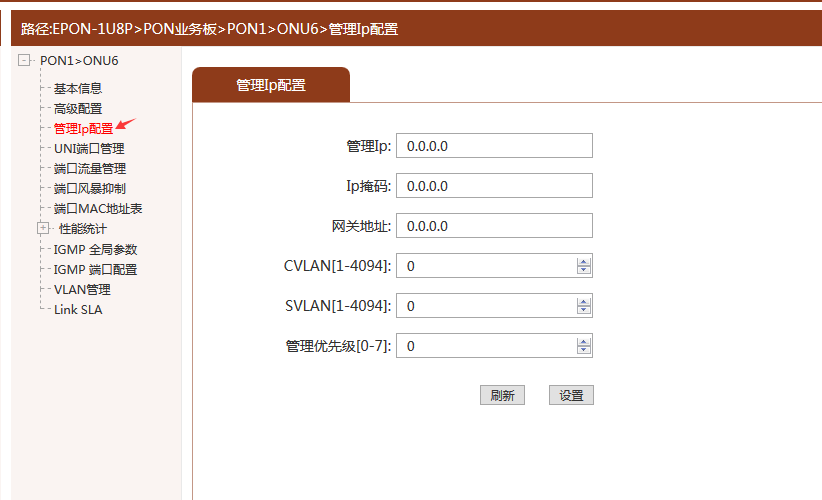 路径:EPON-1U8P>PON业务板>PON1>ONU6>管理Ip配置
PON1>ONU6
基本信息
高级配置
管理Ip配置
UNI端口管理
端口流量管理
端口风暴抑制
端口MAC地址表
性能统计
IGMP 全局参数
IGMP 端口配置
VLAN管理
Link SLA
管理Ip配置
管理Ip: 0.0.0.0
Ip掩码: 0.0.0.0
网关地址: 0.0.0.0
CVLAN[1-4094]: 0
SVLAN[1-4094]: 0
管理优先级[0-7]: 0
刷新 设置